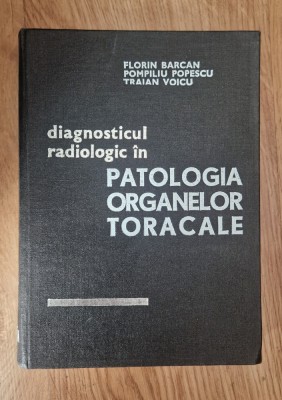 FLORIN BARCAN
POMPILIU POPESCU
TRAIAN VOICU
diagnosticul
radiologic în
PATOLOGIA
ORGANELOR
TORACALE